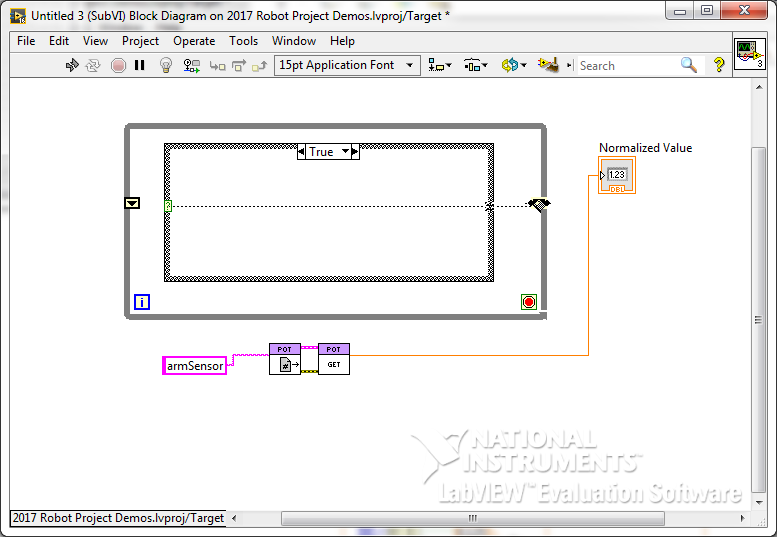 Untitled 3 (SubVI) Block Diagram on 2017 Robot Project Demos.lvproj/Target *
File Edit View Project Operate Tools Window Help
15pt Application Font
Search
?
3
True
Normalized Value
1.23
DBL
?
i
POT POT
armSensor
# GET
NATIONAL
INSTRUMENTS™
LabVIEW™ Evaluation Software
2017 Robot Project Demos.lvproj/Target